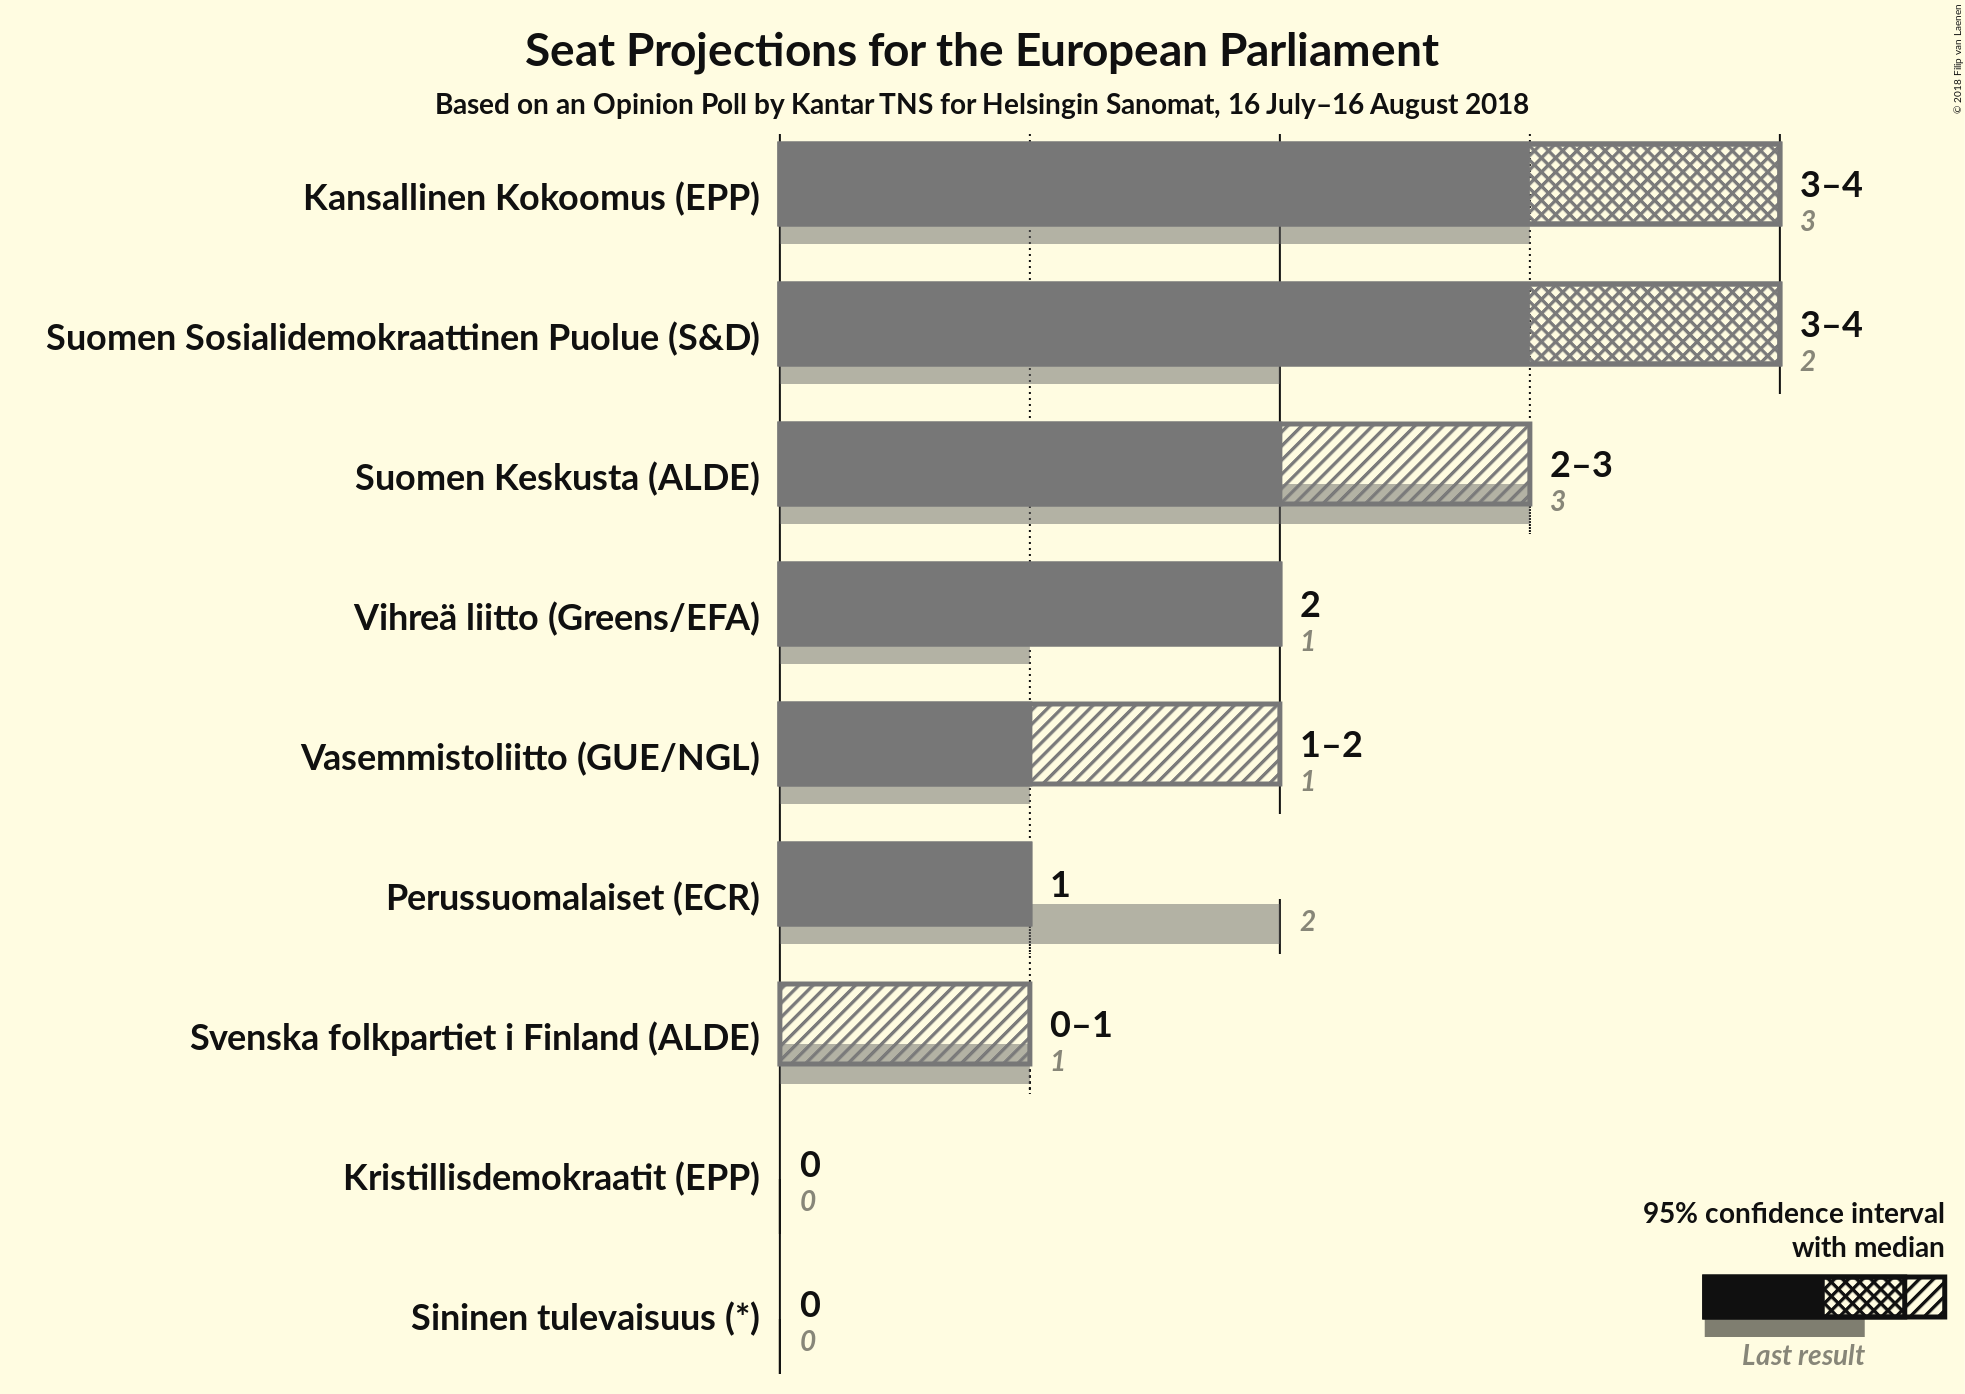 Seat Projections for the European Parliament
Based on an Opinion Poll by Kantar TNS for Helsingin Sanomat, 16 July–16 August 2018
© 2018 Filip van Laenen
Kansallinen Kokoomus (EPP)
3–4
3
Suomen Sosialidemokraattinen Puolue (S&D)
3–4
2
Suomen Keskusta (ALDE)
2–3
3
Vihreä liitto (Greens/EFA)
2
1
Vasemmistoliitto (GUE/NGL)
1–2
1
Perussuomalaiset (ECR)
1
2
Svenska folkpartiet i Finland (ALDE)
0–1
1
Kristillisdemokraatit (EPP)
0
0
Sininen tulevaisuus (*)
0
0
95% confidence interval
with median
Last result